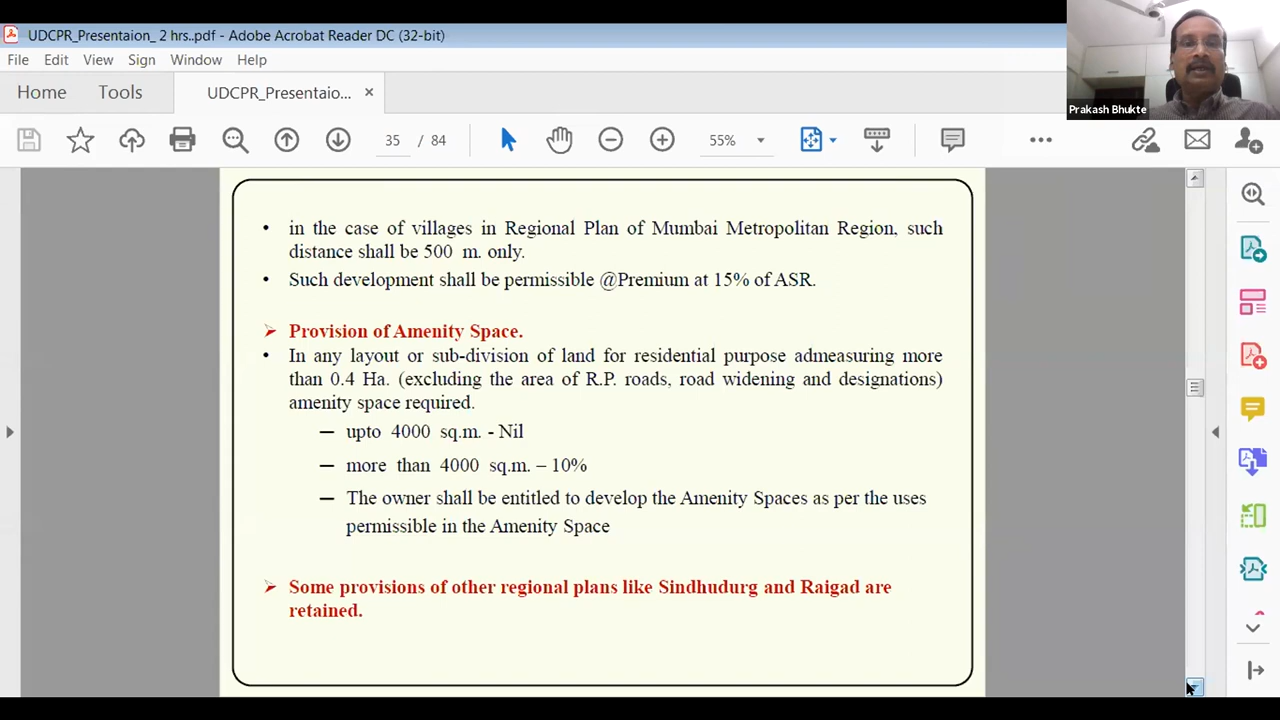 UDCPR_Presentaion_ 2 hrs..pdf - Adobe Acrobat Reader DC (32-bit)
File Edit View Sign Window Help
Home Tools UDCPR_Presentaio... ×
35 / 84 55%
Prakash Bhukte
• in the case of villages in Regional Plan of Mumbai Metropolitan Region, such
distance shall be 500 m. only.
• Such development shall be permissible @Premium at 15% of ASR.
➢ Provision of Amenity Space.
• In any layout or sub-division of land for residential purpose admeasuring more
than 0.4 Ha. (excluding the area of R.P. roads, road widening and designations)
amenity space required.
– upto 4000 sq.m. - Nil
– more than 4000 sq.m. – 10%
– The owner shall be entitled to develop the Amenity Spaces as per the uses
permissible in the Amenity Space
➢ Some provisions of other regional plans like Sindhudurg and Raigad are
retained.